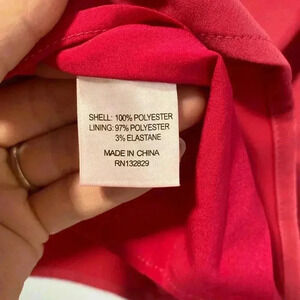 SHELL: 100% POLYESTER
LINING: 97% POLYESTER
3% ELASTANE
MADE IN CHINA
RN132829